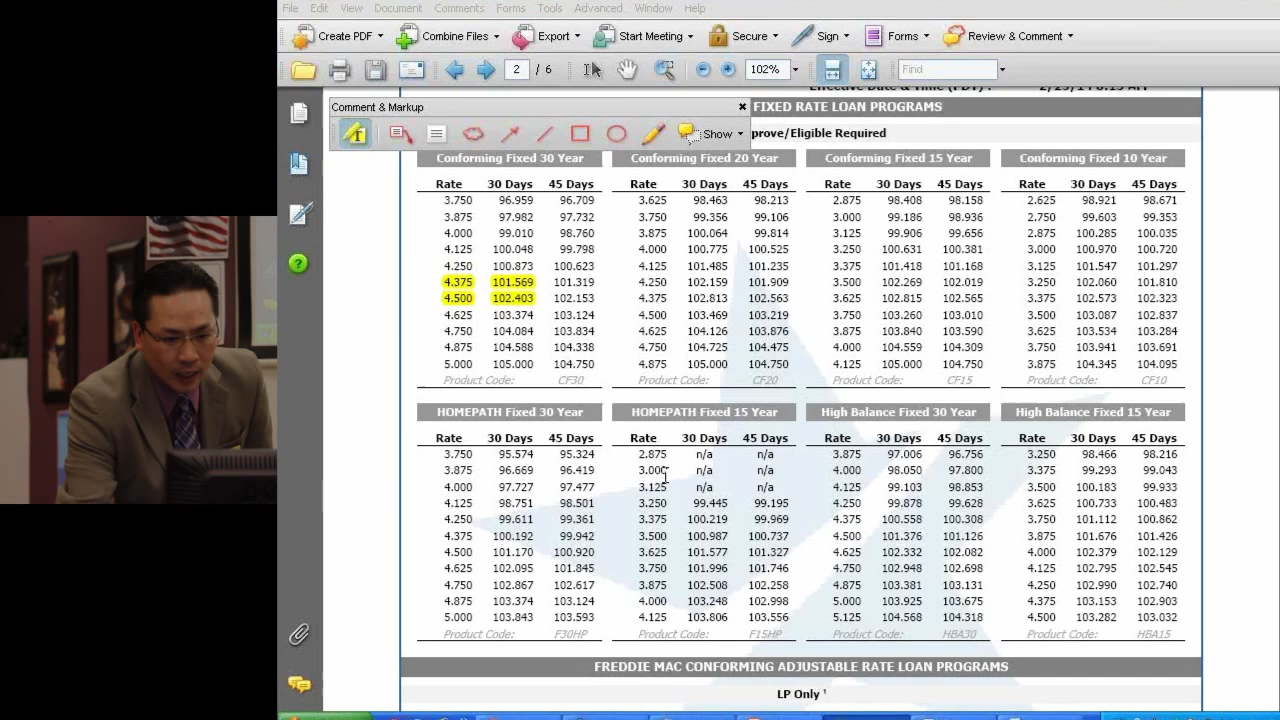 File Edit View Document Comments Forms Tools Advanced Window Help
Create PDF Combine Files Export Start Meeting Secure Sign Forms Review & Comment
2 / 6 102% Find
Effective Date & Time (PDT) :
Comment & Markup
FIXED RATE LOAN PROGRAMS
Show
prove/Eligible Required
Conforming Fixed 30 Year Conforming Fixed 20 Year Conforming Fixed 15 Year Conforming Fixed 10 Year
Rate 30 Days 45 Days Rate 30 Days 45 Days Rate 30 Days 45 Days Rate 30 Days 45 Days
3.750 96.959 96.709 3.625 98.463 98.213 2.875 98.408 98.158 2.625 98.921 98.671
3.875 97.982 97.732 3.750 99.356 99.106 3.000 99.186 98.936 2.750 99.603 99.353
4.000 99.010 98.760 3.875 100.064 99.814 3.125 99.906 99.656 2.875 100.285 100.035
4.125 100.048 99.798 4.000 100.775 100.525 3.250 100.631 100.381 3.000 100.970 100.720
4.250 100.873 100.623 4.125 101.485 101.235 3.375 101.418 101.168 3.125 101.547 101.297
4.375 101.569 101.319 4.250 102.159 101.909 3.500 102.269 102.019 3.250 102.060 101.810
4.500 102.403 102.153 4.375 102.813 102.563 3.625 102.815 102.565 3.375 102.573 102.323
4.625 103.374 103.124 4.500 103.469 103.219 3.750 103.260 103.010 3.500 103.087 102.837
4.750 104.084 103.834 4.625 104.126 103.876 3.875 103.840 103.590 3.625 103.534 103.284
4.875 104.588 104.338 4.750 104.725 104.475 4.000 104.559 104.309 3.750 103.941 103.691
5.000 105.000 104.750 4.875 105.000 104.750 4.125 105.000 104.750 3.875 104.345 104.095
Product Code: CF30 Product Code: CF20 Product Code: CF15 Product Code: CF10
HOMEPATH Fixed 30 Year HOMEPATH Fixed 15 Year High Balance Fixed 30 Year High Balance Fixed 15 Year
Rate 30 Days 45 Days Rate 30 Days 45 Days Rate 30 Days 45 Days Rate 30 Days 45 Days
3.750 95.574 95.324 2.875 n/a n/a 3.875 97.006 96.756 3.250 98.466 98.216
3.875 96.669 96.419 3.000 n/a n/a 4.000 98.050 97.800 3.375 99.293 99.043
4.000 97.727 97.477 3.125 n/a n/a 4.125 99.103 98.853 3.500 100.183 99.933
4.125 98.751 98.501 3.250 99.445 99.195 4.250 99.878 99.628 3.625 100.733 100.483
4.250 99.611 99.361 3.375 100.219 99.969 4.375 100.558 100.308 3.750 101.112 100.862
4.375 100.192 99.942 3.500 100.987 100.737 4.500 101.376 101.126 3.875 101.676 101.426
4.500 101.170 100.920 3.625 101.577 101.327 4.625 102.332 102.082 4.000 102.379 102.129
4.625 102.095 101.845 3.750 101.996 101.746 4.750 102.948 102.698 4.125 102.795 102.545
4.750 102.867 102.617 3.875 102.508 102.258 4.875 103.381 103.131 4.250 102.990 102.740
4.875 103.374 103.124 4.000 103.248 102.998 5.000 103.925 103.675 4.375 103.153 102.903
5.000 103.843 103.593 4.125 103.806 103.556 5.125 104.568 104.318 4.500 103.282 103.032
Product Code: F30HP Product Code: F15HP Product Code: HBA30 Product Code: HBA15
FREDDIE MAC CONFORMING ADJUSTABLE RATE LOAN PROGRAMS
LP Only ¹